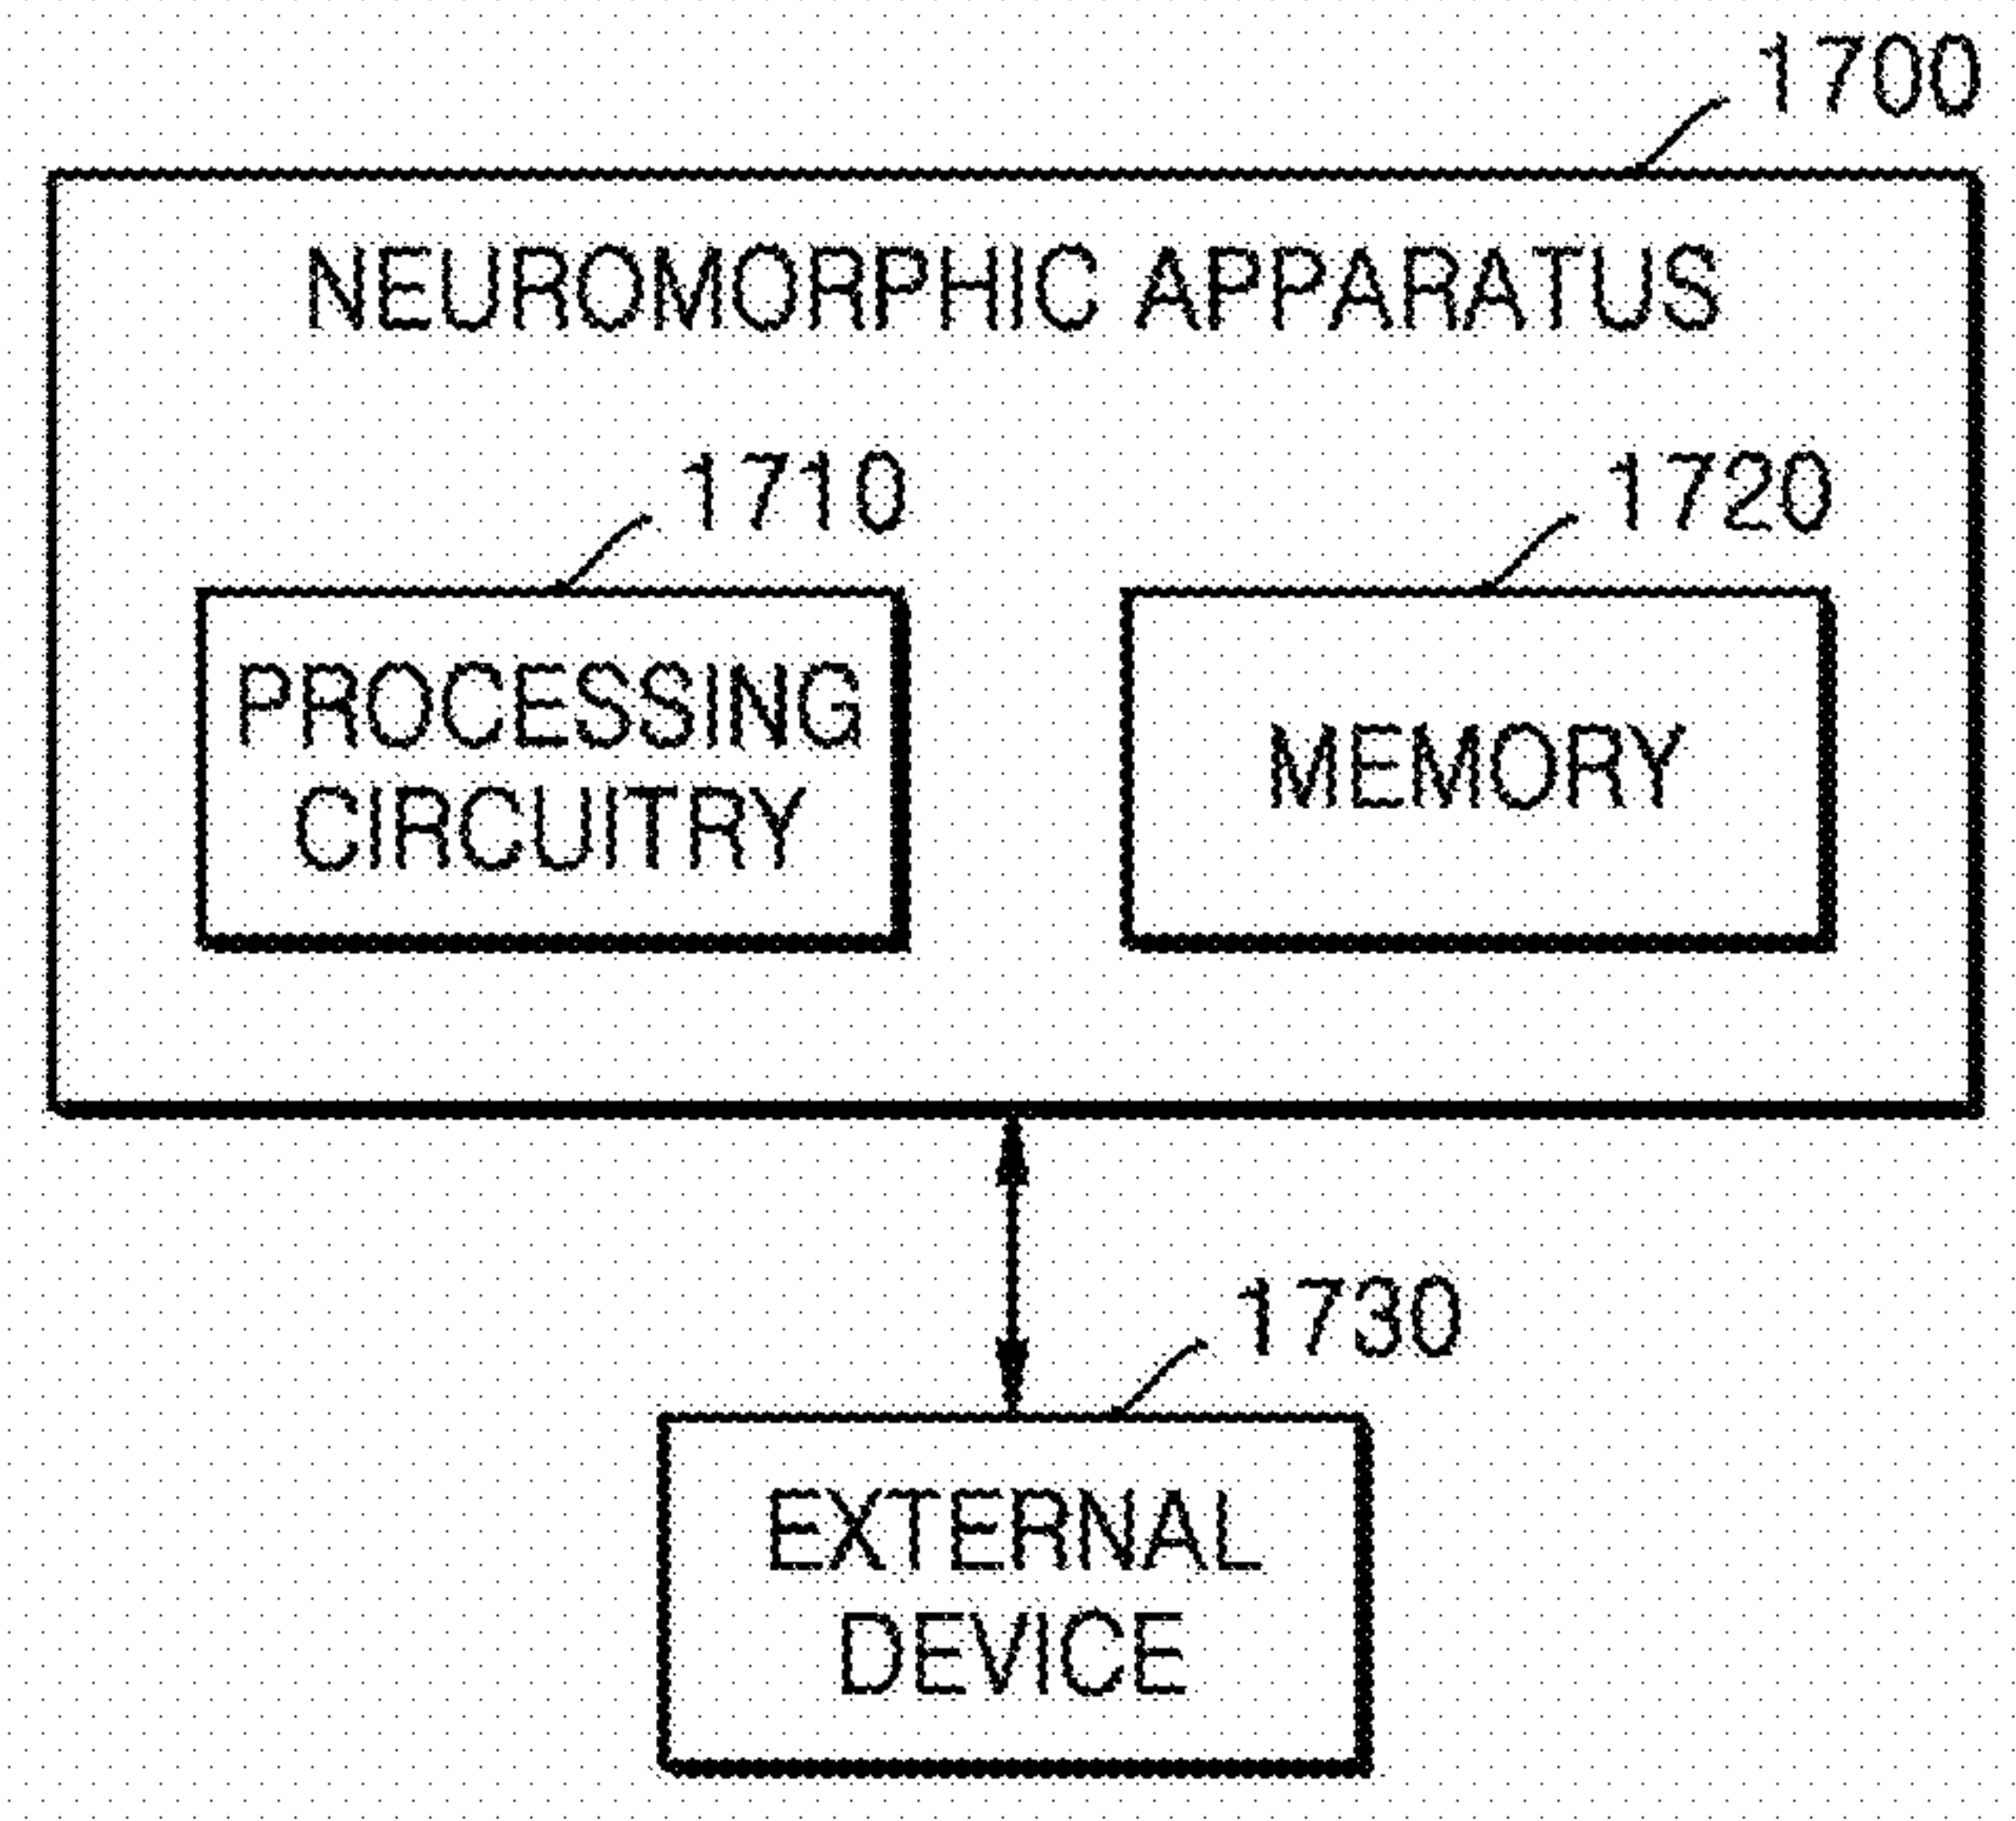 1700
NEUROMORPHIC APPARATUS
1710
1720
PROCESSING
CIRCUITRY
MEMORY
1730
EXTERNAL
DEVICE